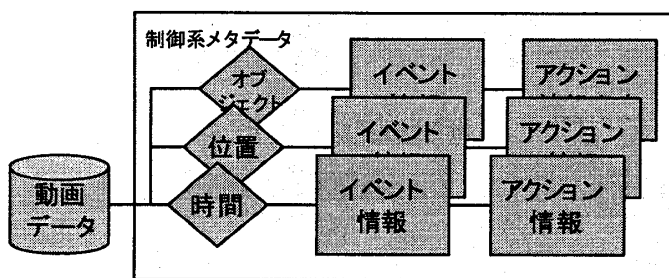 制御系メタデータ
オブ
ジェクト
イベント
アクション
位置
イベント
アクション
動画
データ
時間
イベント
情報
アクション
情報